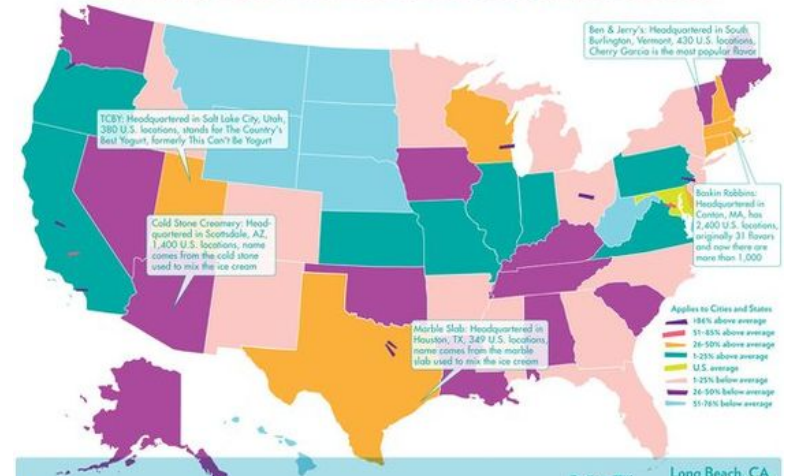 Ben & Jerry's: Headquartered in South
Burlington, Vermont, 430 U.S. locations,
Cherry Garcia is the most popular flavor
TCBY: Headquartered in Salt Lake City, Utah,
380 U.S. locations, stands for The Country's
Best Yogurt, formerly This Can't Be Yogurt
Baskin Robbins:
Headquartered in
Canton, MA, has
2,400 U.S. locations,
originally 31 flavors
and now there are
more than 1,000
Cold Stone Creamery: Head-
quartered in Scottsdale, AZ,
1,400 U.S. locations, name
comes from the cold stone
used to mix the ice cream
Marble Slab: Headquartered in
Houston, TX, 349 U.S. locations,
name comes from the marble
slab used to mix the ice cream
Applies to Cities and States
>86% above average
51-85% above average
26-50% above average
1-25% above average
U.S. average
1-25% below average
26-50% below average
51-76% below average
Long Beach, CA